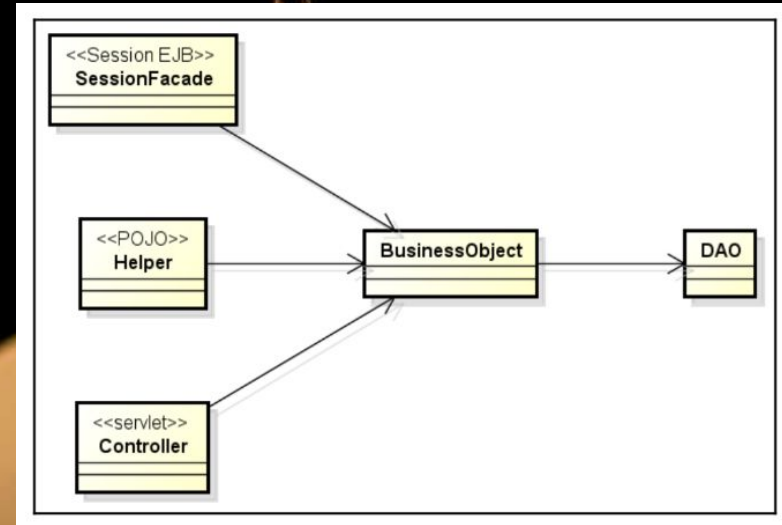 <<Session EJB>>
SessionFacade
<<POJO>>
Helper
BusinessObject
DAO
<<servlet>>
Controller